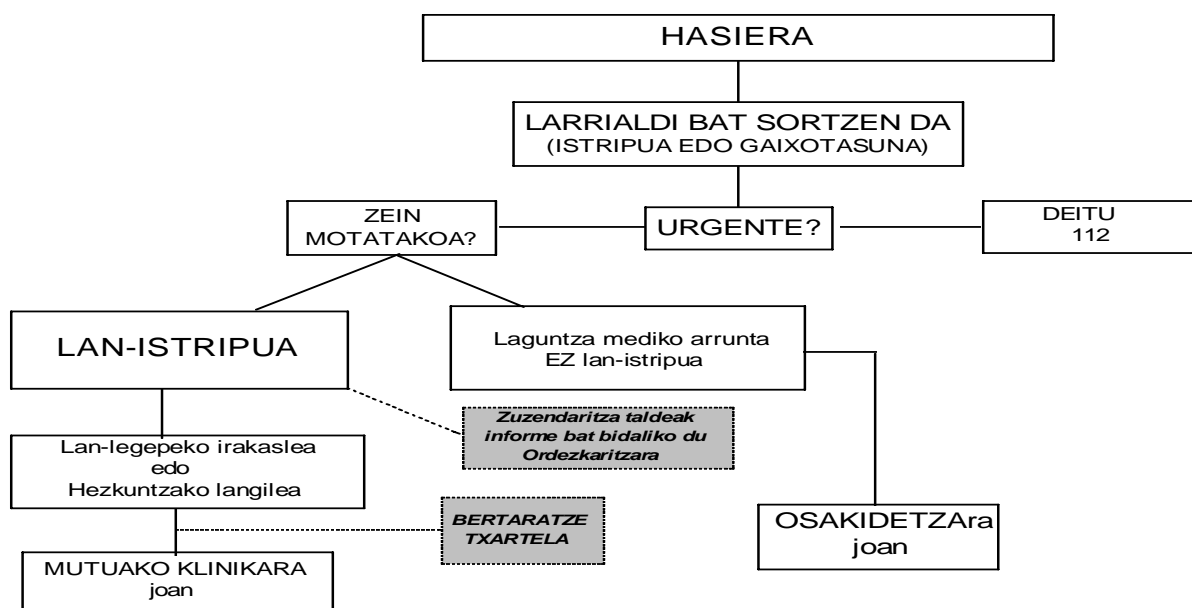 HASIERA
LARRIALDI BAT SORTZEN DA
(ISTRIPUA EDO GAIXOTASUNA)
ZEIN
MOTATAKOA?
URGENTE?
DEITU
112
LAN-ISTRIPUA
Laguntza mediko arrunta
EZ lan-istripua
Zuzendaritza taldeak
informe bat bidaliko du
Ordezkaritzara
Lan-legepeko irakaslea
edo
Hezkuntzako langilea
BERTARATZE
TXARTELA
OSAKIDETZAra
joan
MUTUAKO KLINIKARA
joan